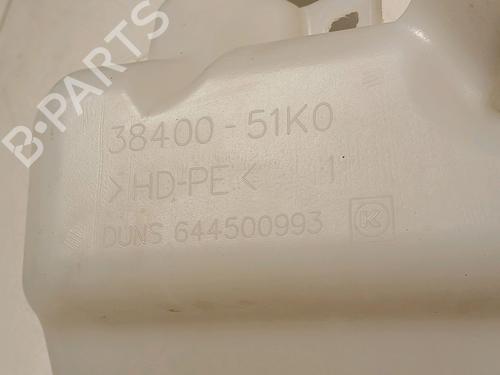 B-PARTS
38400-51K0
>HD-PE< 1
DUNS 644500993 K